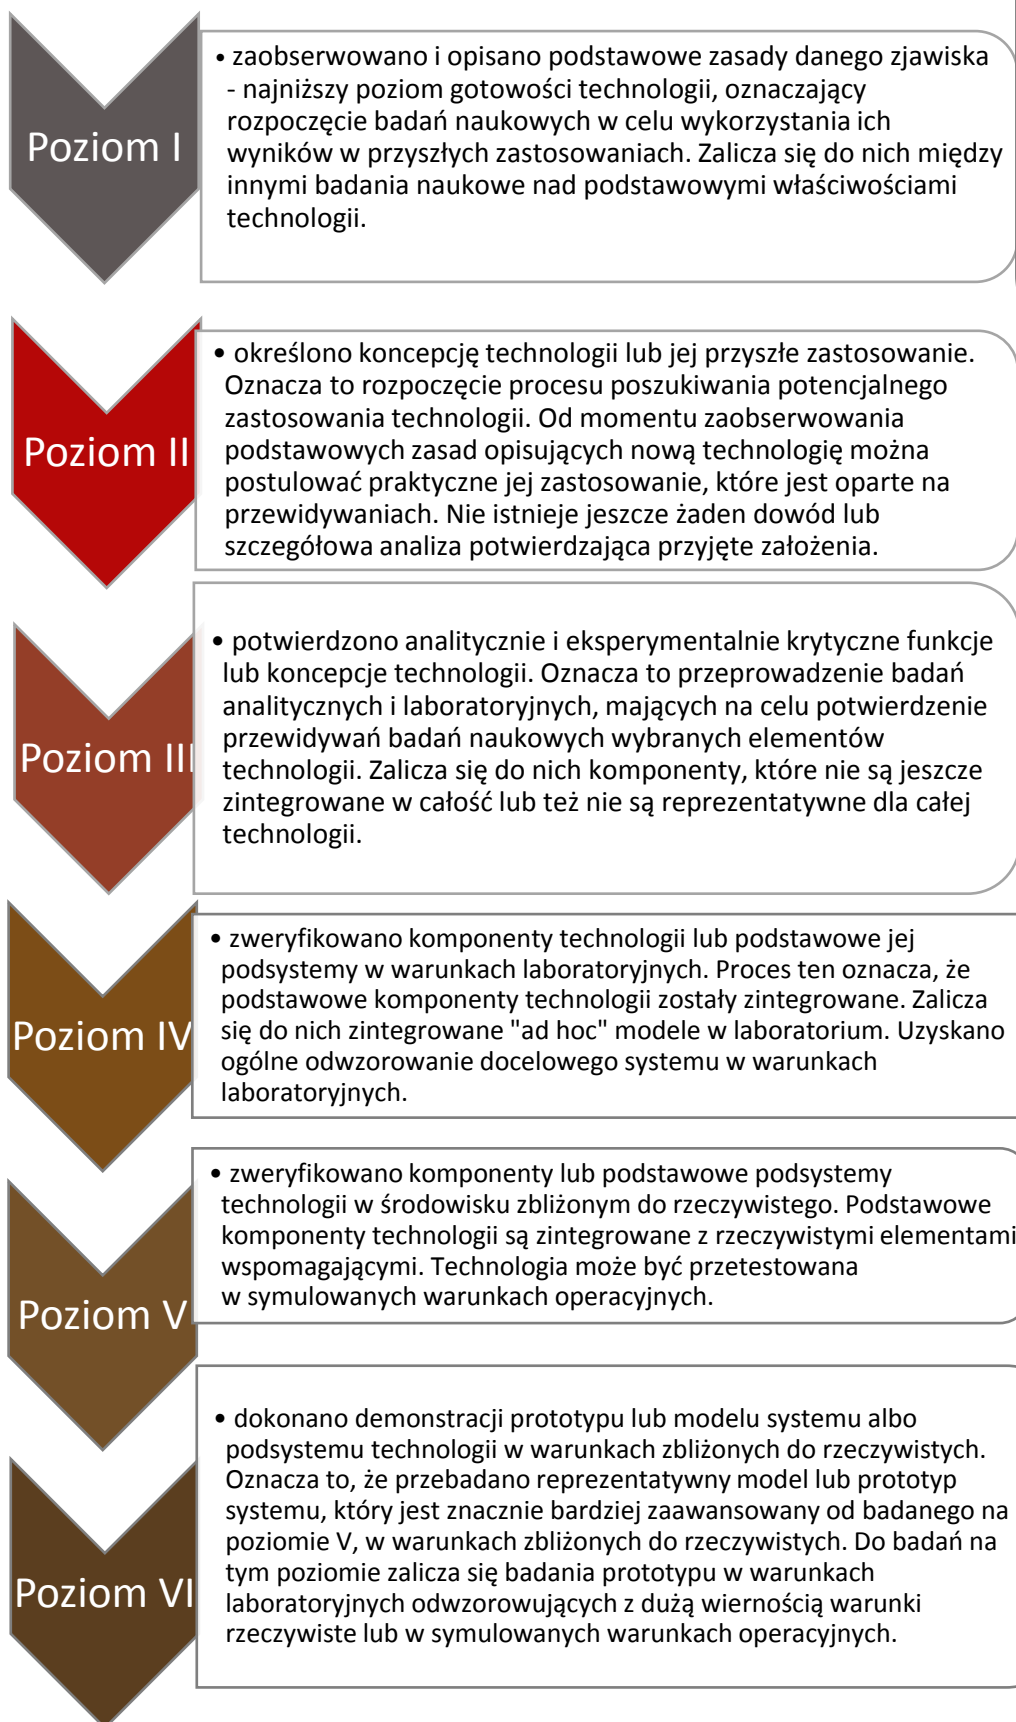 Poziom I
• zaobserwowano i opisano podstawowe zasady danego zjawiska
- najniższy poziom gotowości technologii, oznaczający
rozpoczęcie badań naukowych w celu wykorzystania ich
wyników w przyszłych zastosowaniach. Zalicza się do nich między
innymi badania naukowe nad podstawowymi właściwościami
technologii.
Poziom II
• określono koncepcję technologii lub jej przyszłe zastosowanie.
Oznacza to rozpoczęcie procesu poszukiwania potencjalnego
zastosowania technologii. Od momentu zaobserwowania
podstawowych zasad opisujących nową technologię można
postulować praktyczne jej zastosowanie, które jest oparte na
przewidywaniach. Nie istnieje jeszcze żaden dowód lub
szczegółowa analiza potwierdzająca przyjęte założenia.
Poziom III
• potwierdzono analitycznie i eksperymentalnie krytyczne funkcje
lub koncepcje technologii. Oznacza to przeprowadzenie badań
analitycznych i laboratoryjnych, mających na celu potwierdzenie
przewidywań badań naukowych wybranych elementów
technologii. Zalicza się do nich komponenty, które nie są jeszcze
zintegrowane w całość lub też nie są reprezentatywne dla całej
technologii.
Poziom IV
• zweryfikowano komponenty technologii lub podstawowe jej
podsystemy w warunkach laboratoryjnych. Proces ten oznacza, że
podstawowe komponenty technologii zostały zintegrowane. Zalicza
się do nich zintegrowane "ad hoc" modele w laboratorium. Uzyskano
ogólne odwzorowanie docelowego systemu w warunkach
laboratoryjnych.
Poziom V
• zweryfikowano komponenty lub podstawowe podsystemy
technologii w środowisku zbliżonym do rzeczywistego. Podstawowe
komponenty technologii są zintegrowane z rzeczywistymi elementami
wspomagającymi. Technologia może być przetestowana
w symulowanych warunkach operacyjnych.
Poziom VI
• dokonano demonstracji prototypu lub modelu systemu albo
podsystemu technologii w warunkach zbliżonych do rzeczywistych.
Oznacza to, że przebadano reprezentatywny model lub prototyp
systemu, który jest znacznie bardziej zaawansowany od badanego na
poziomie V, w warunkach zbliżonych do rzeczywistych. Do badań na
tym poziomie zalicza się badania prototypu w warunkach
laboratoryjnych odwzorowujących z dużą wiernością warunki
rzeczywiste lub w symulowanych warunkach operacyjnych.